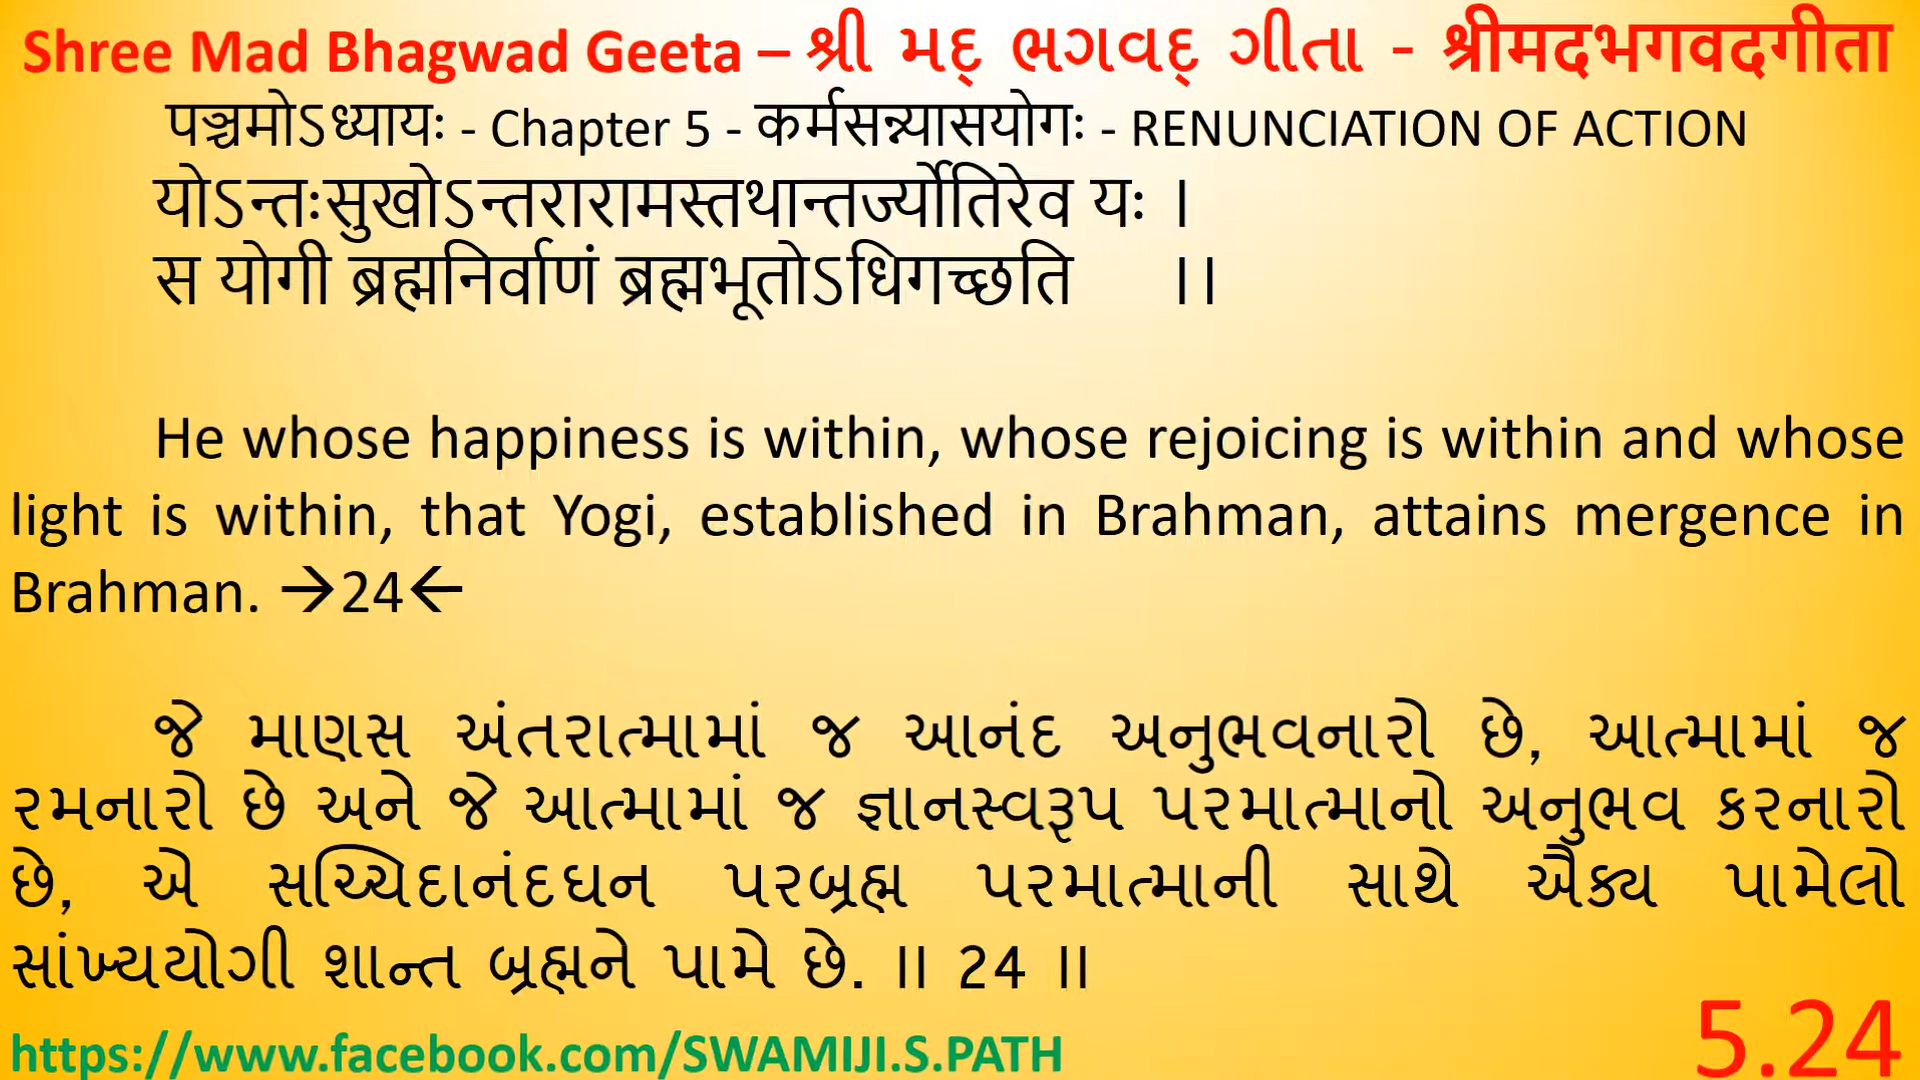 Shree Mad Bhagwad Geeta – શ્રી મદ્ ભગવદ્ ગીતા - श्रीमदभगवदगीता
पञ्चमोऽध्यायः - Chapter 5 - कर्मसन्न्यासयोगः - RENUNCIATION OF ACTION
योऽन्तःसुखोऽन्तरारामस्तथान्तर्ज्योतिरेव यः ।
स योगी ब्रह्मनिर्वाणं ब्रह्मभूतोऽधिगच्छति ।।
He whose happiness is within, whose rejoicing is within and whose
light is within, that Yogi, established in Brahman, attains mergence in
Brahman. →24←
જે માણસ અંતરાત્મામાં જ આનંદ અનુભવનારો છે, આત્મામાં જ
રમનારો છે અને જે આત્મામાં જ જ્ઞાનસ્વરૂપ પરમાત્માનો અનુભવ કરનારો
છે, એ સચ્ચિદાનંદઘન પરબ્રહ્મ પરમાત્માની સાથે ઐક્ય પામેલો
સાંખ્યયોગી શાન્ત બ્રહ્મને પામે છે. ।। 24 ।।
https://www.facebook.com/SWAMIJI.S.PATH
5.24